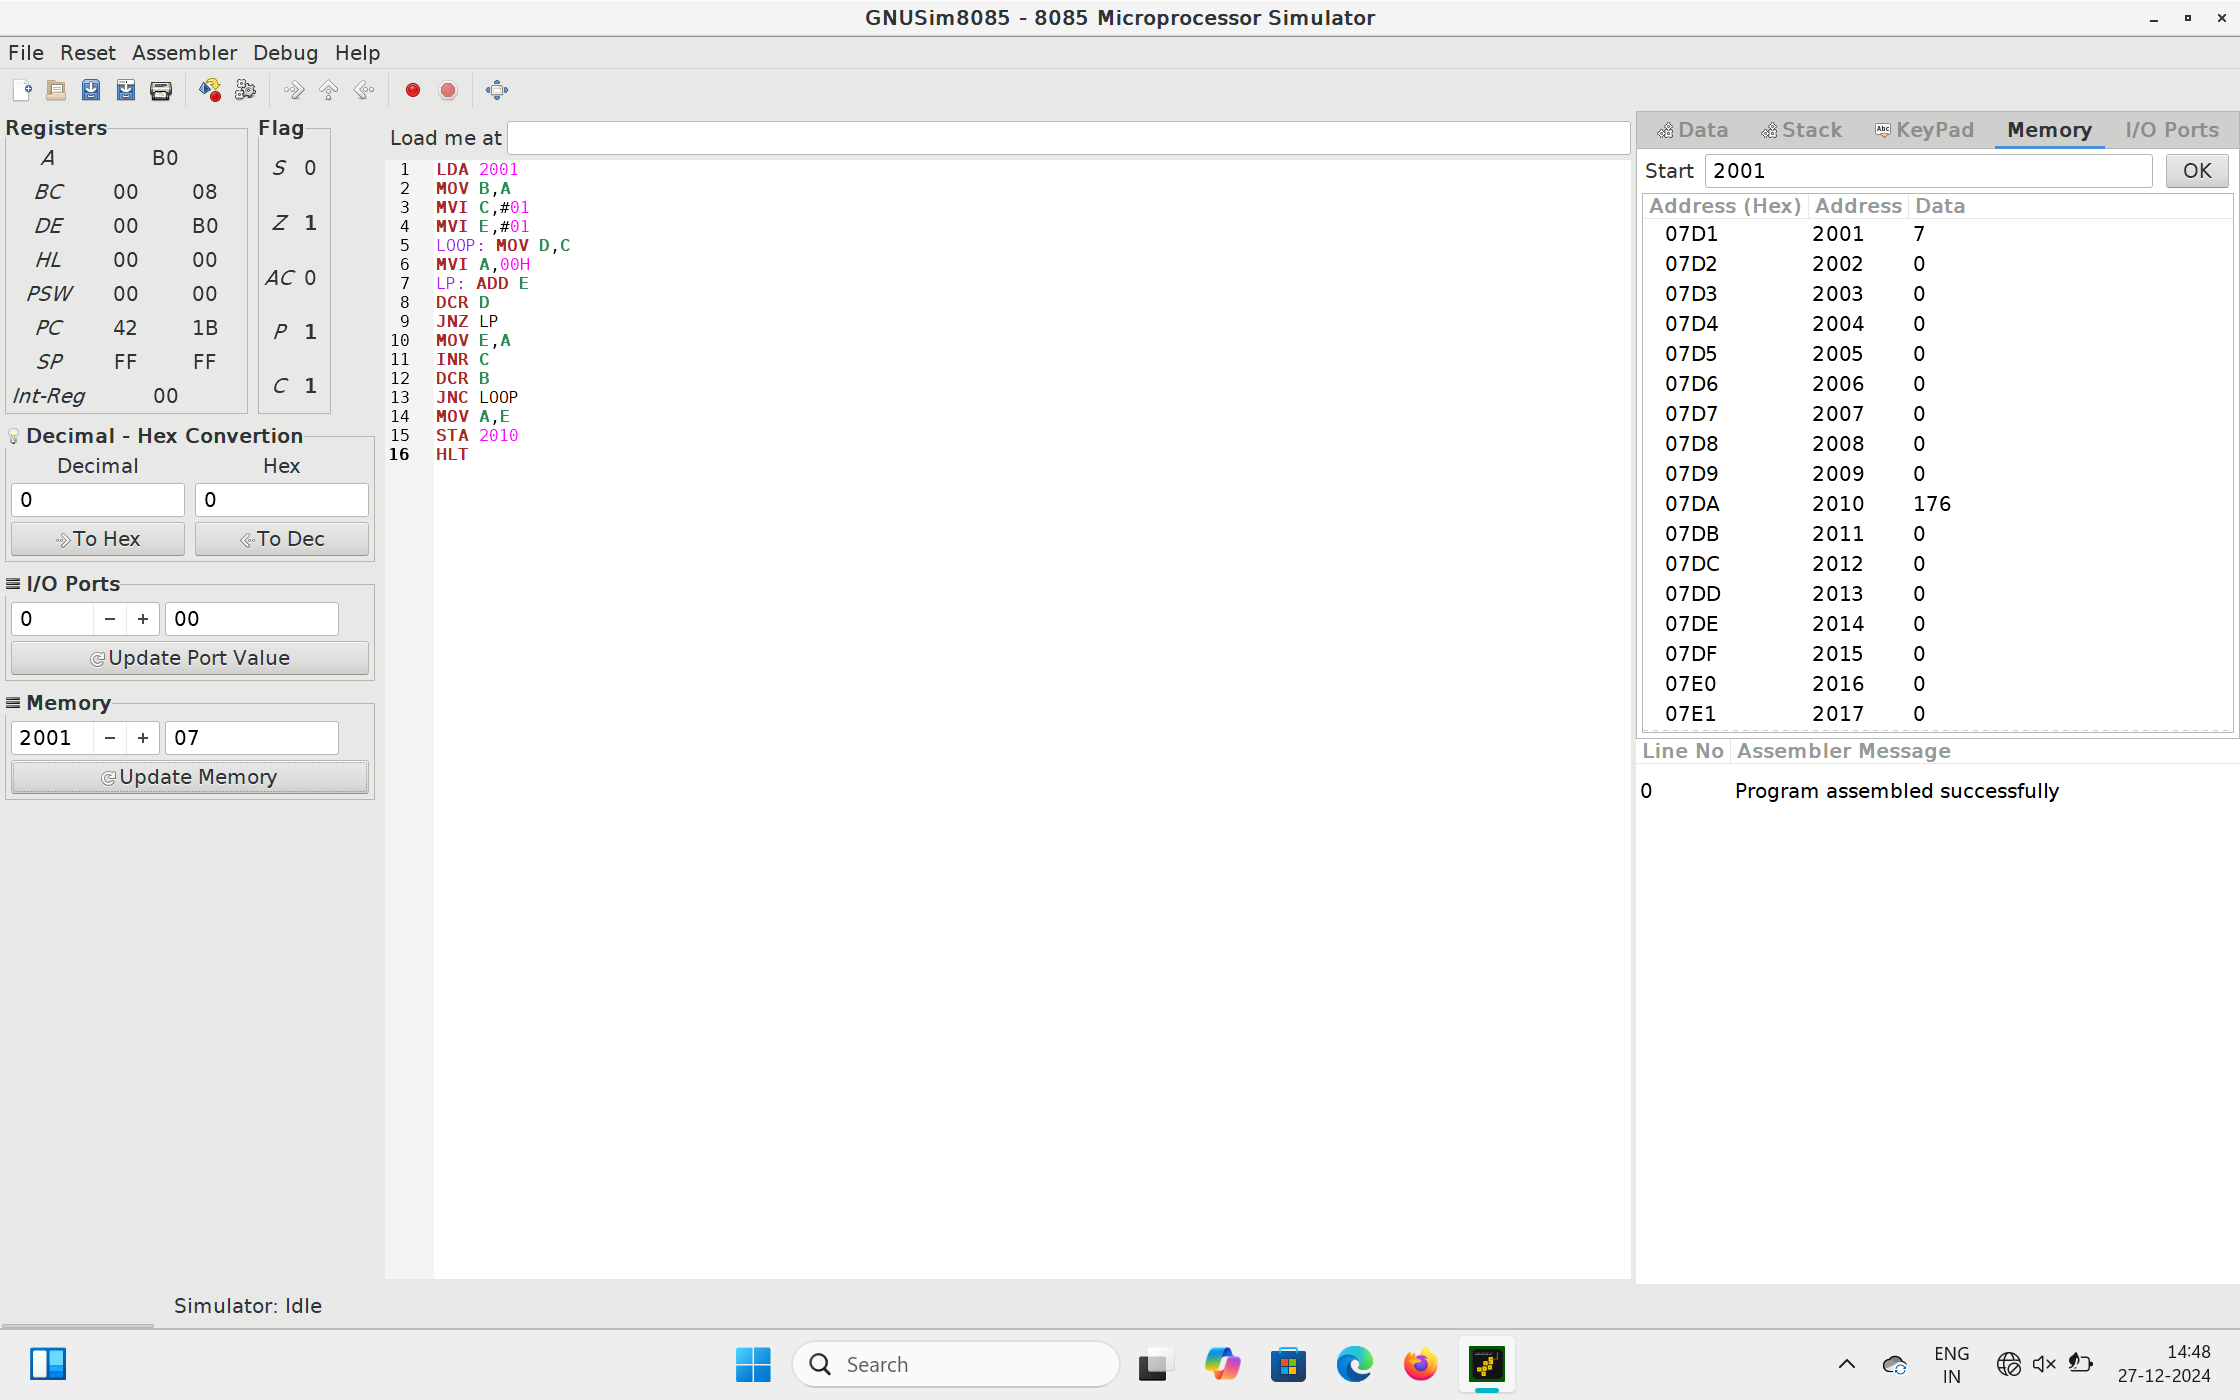 GNUSim8085 - 8085 Microprocessor Simulator
File Reset Assembler Debug Help
Registers
A B0
BC 00 08
DE 00 B0
HL 00 00
PSW 00 00
PC 42 1B
SP FF FF
Int-Reg 00
Flag
S 0
Z 1
AC 0
P 1
C 1
Decimal - Hex Convertion
Decimal Hex
0 0
To Hex To Dec
I/O Ports
0 − + 00
Update Port Value
Memory
2001 − + 07
Update Memory
Load me at
1 LDA 2001
2 MOV B,A
3 MVI C,#01
4 MVI E,#01
5 LOOP: MOV D,C
6 MVI A,00H
7 LP: ADD E
8 DCR D
9 JNZ LP
10 MOV E,A
11 INR C
12 DCR B
13 JNC LOOP
14 MOV A,E
15 STA 2010
16 HLT
Data Stack KeyPad Memory I/O Ports
Start 2001 OK
Address (Hex) Address Data
07D1 2001 7
07D2 2002 0
07D3 2003 0
07D4 2004 0
07D5 2005 0
07D6 2006 0
07D7 2007 0
07D8 2008 0
07D9 2009 0
07DA 2010 176
07DB 2011 0
07DC 2012 0
07DD 2013 0
07DE 2014 0
07DF 2015 0
07E0 2016 0
07E1 2017 0
Line No Assembler Message
0 Program assembled successfully
Simulator: Idle
Search
ENG
IN
14:48
27-12-2024